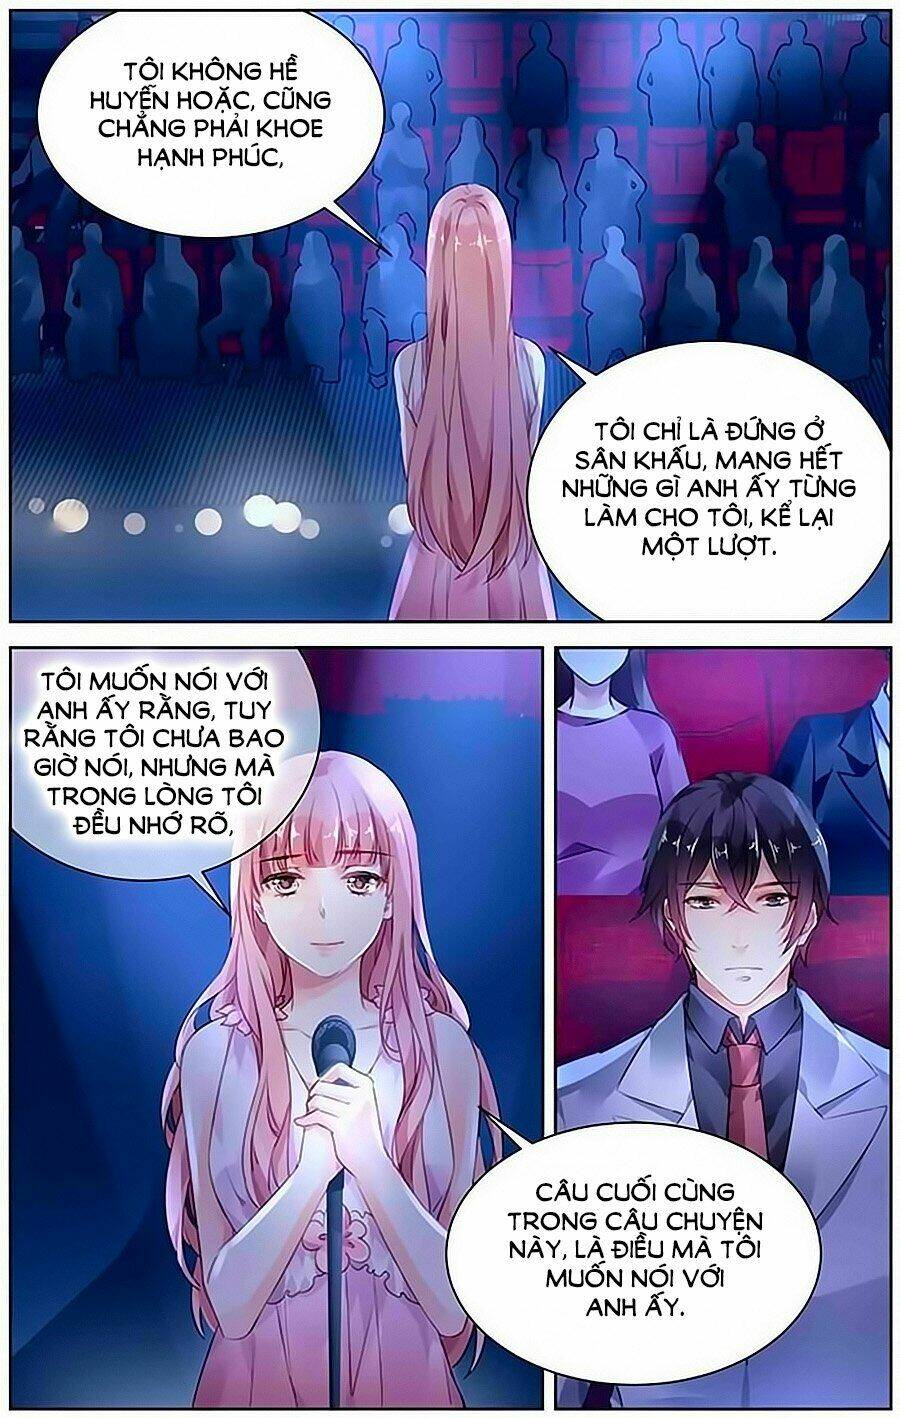 TÔI KHÔNG HỀ
HUYỄN HOẶC, CŨNG
CHẲNG PHẢI KHOE
HẠNH PHÚC,
TÔI CHỈ LÀ ĐỨNG Ở
SÂN KHẤU, MANG HẾT
NHỮNG GÌ ANH ẤY TỪNG
LÀM CHO TÔI, KỂ LẠI
MỘT LƯỢT.
TÔI MUỐN NÓI VỚI
ANH ẤY RẰNG, TUY
RẰNG TÔI CHƯA BAO
GIỜ NÓI, NHƯNG MÀ
TRONG LÒNG TÔI
ĐỀU NHỚ RÕ,
CÂU CUỐI CÙNG
TRONG CÂU CHUYỆN
NÀY, LÀ ĐIỀU MÀ TÔI
MUỐN NÓI VỚI
ANH ẤY.